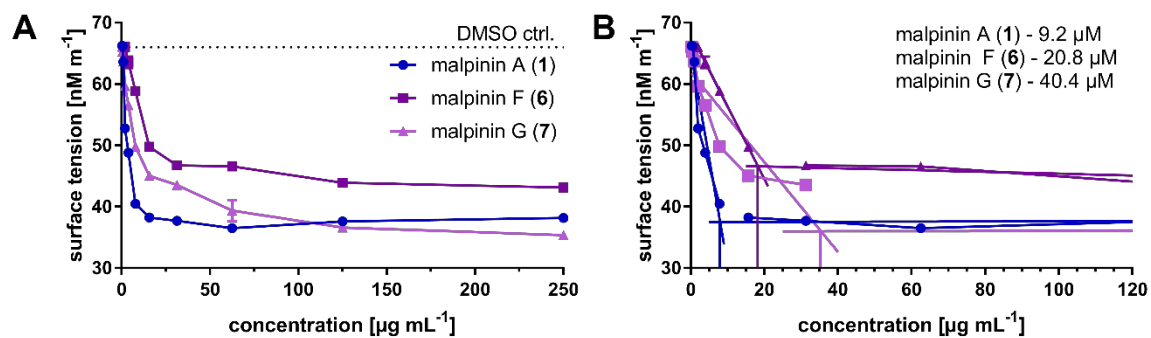 A
70
60
50
40
30
surface tension [nM m-1]
0
50
100
150
200
250
concentration [µg mL-1]
DMSO ctrl.
malpinin A (1)
malpinin F (6)
malpinin G (7)
B
70
60
50
40
30
surface tension [nM m-1]
0
20
40
60
80
100
120
concentration [µg mL-1]
malpinin A (1) - 9.2 µM
malpinin F (6) - 20.8 µM
malpinin G (7) - 40.4 µM